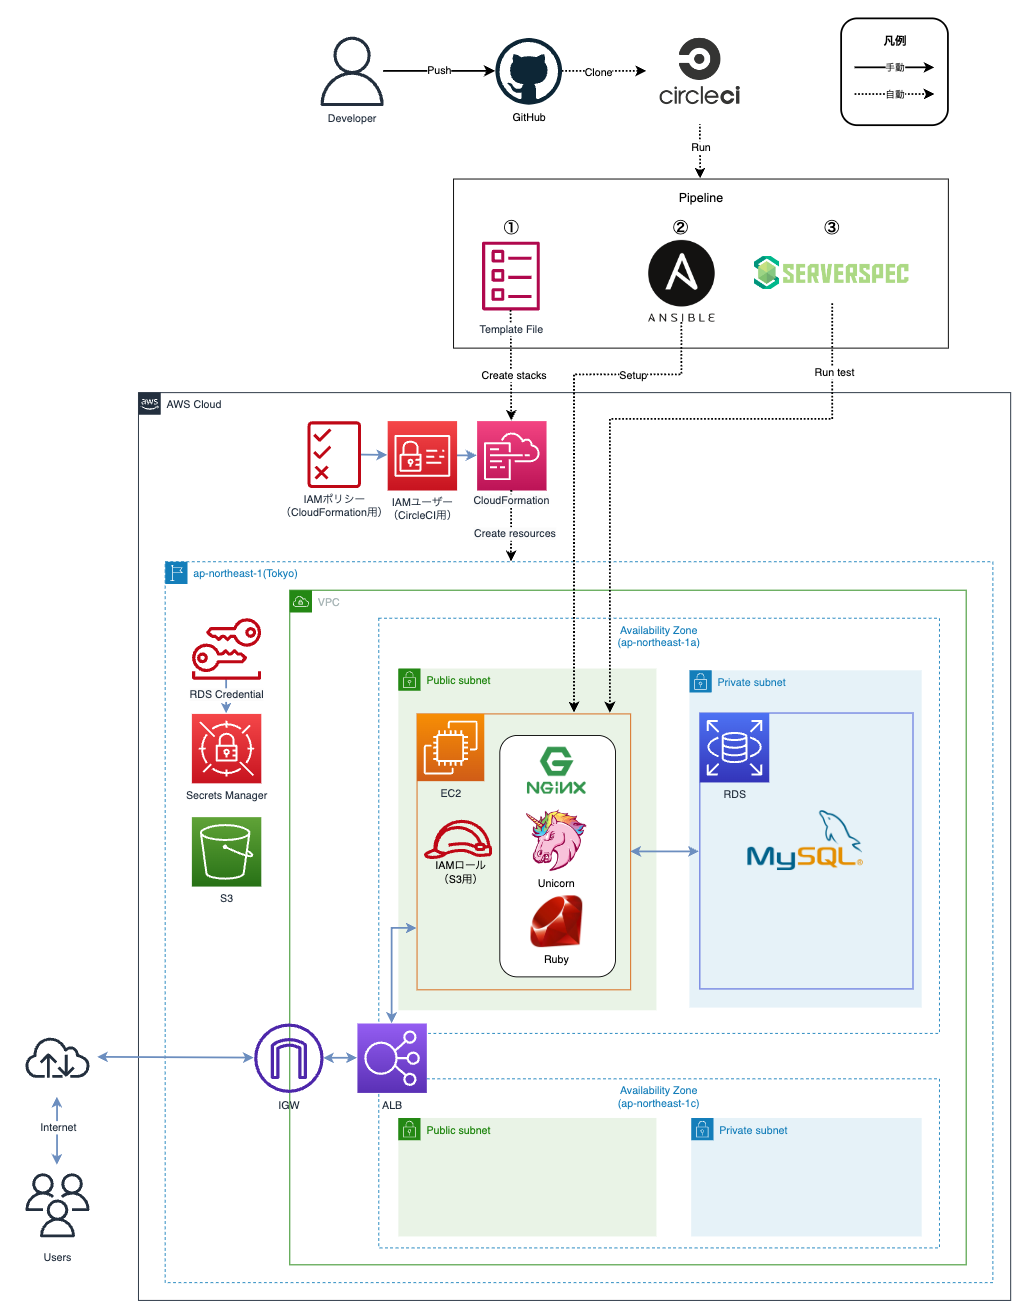 凡例
手動
自動
Push
Clone
circleci
Developer
GitHub
Run
Pipeline
①
②
③
SERVERSPEC
ANSIBLE
Template File
Create stacks
Setup
Run test
aws
AWS Cloud
IAMポリシー
（CloudFormation用）
IAMユーザー
（CircleCI用）
CloudFormation
Create resources
ap-northeast-1(Tokyo)
VPC
Availability Zone
(ap-northeast-1a)
RDS Credential
Public subnet
Private subnet
Secrets Manager
EC2
NGiNX
RDS
IAMロール
（S3用）
Unicorn
MySQL®
S3
Ruby
IGW
ALB
Availability Zone
(ap-northeast-1c)
Public subnet
Private subnet
Internet
Users